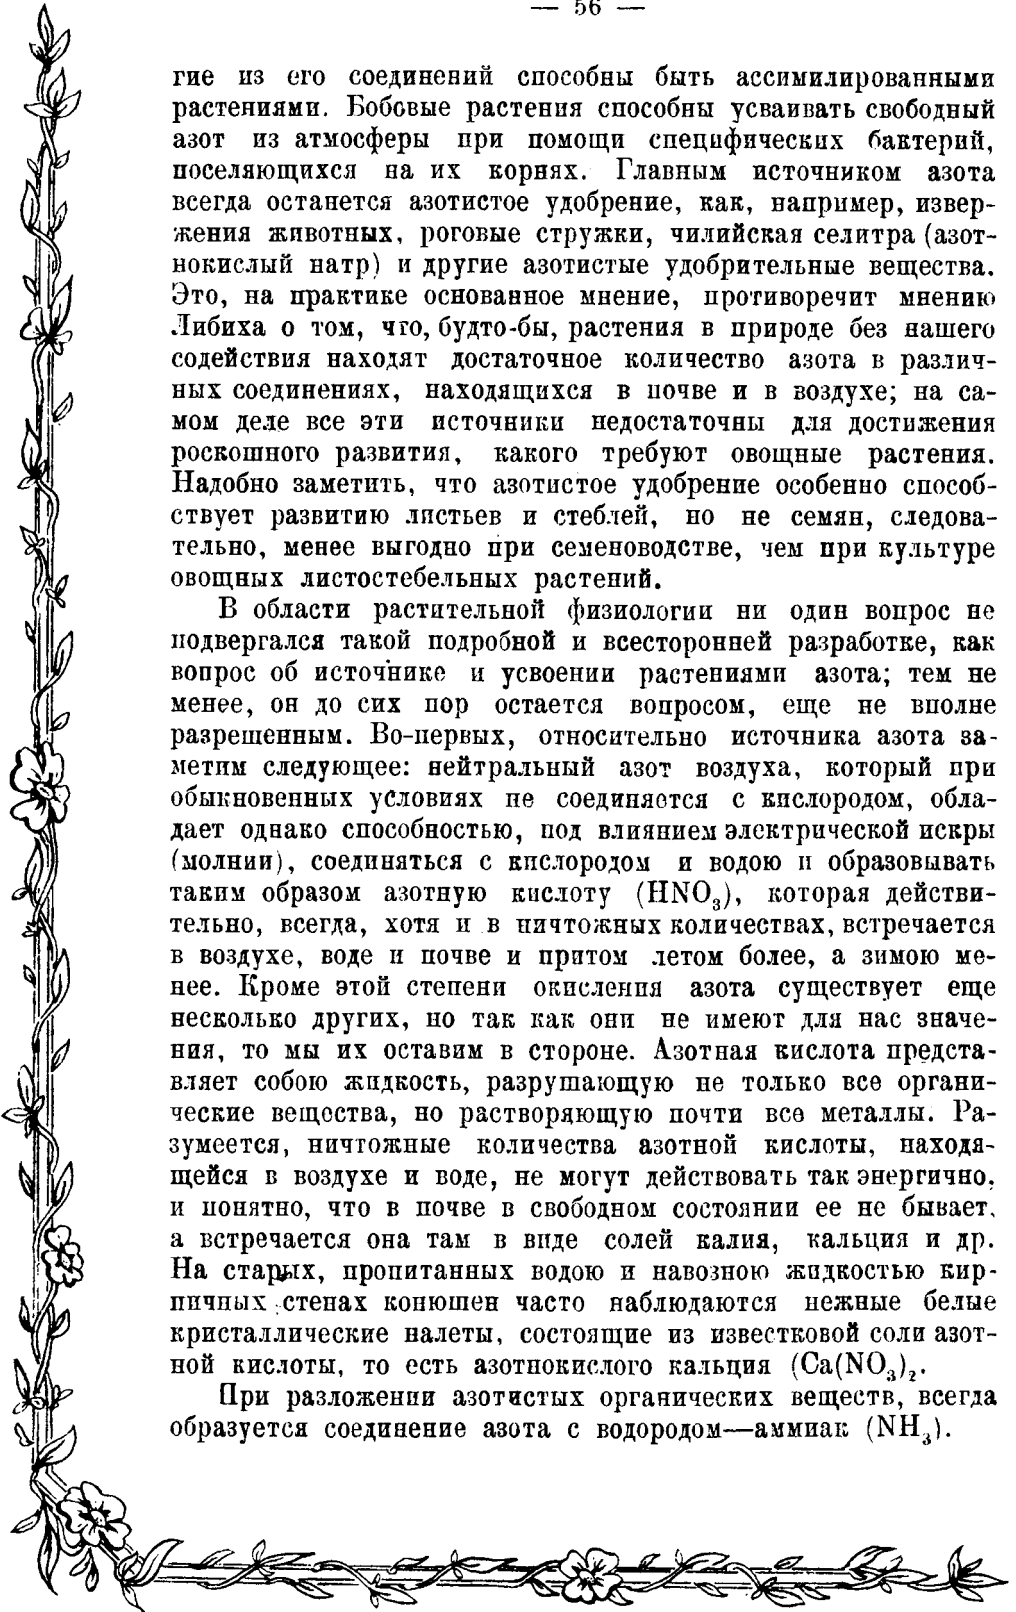 — 56 —
гие из его соединений способны быть ассимилированными
растениями. Бобовые растения способны усваивать свободный
азот из атмосферы при помощи специфических бактерий,
поселяющихся на их корнях. Главным источником азота
всегда останется азотистое удобрение, как, например, извер-
жения животных, роговые стружки, чилийская селитра (азот-
нокислый натр) и другие азотистые удобрительные вещества.
Это, на практике основанное мнение, противоречит мнению
Либиха о том, что, будто-бы, растения в природе без нашего
содействия находят достаточное количество азота в различ-
ных соединениях, находящихся в почве и в воздухе; на са-
мом деле все эти источники недостаточны для достижения
роскошного развития, какого требуют овощные растения.
Надобно заметить, что азотистое удобрение особенно способ-
ствует развитию листьев и стеблей, но не семян, следова-
тельно, менее выгодно при семеноводстве, чем при культуре
овощных листостебельных растений.
В области растительной физиологии ни один вопрос не
подвергался такой подробной и всесторонней разработке, как
вопрос об источнике и усвоении растениями азота; тем не
менее, он до сих пор остается вопросом, еще не вполне
разрешенным. Во-первых, относительно источника азота за-
метим следующее: нейтральный азот воздуха, который при
обыкновенных условиях не соединяется с кислородом, обла-
дает однако способностью, под влиянием электрической искры
(молнии), соединяться с кислородом и водою и образовывать
таким образом азотную кислоту (HNO₃), которая действи-
тельно, всегда, хотя и в ничтожных количествах, встречается
в воздухе, воде и почве и притом летом более, а зимою ме-
нее. Кроме этой степени окисления азота существует еще
несколько других, но так как они не имеют для нас значе-
ния, то мы их оставим в стороне. Азотная кислота предста-
вляет собою жидкость, разрушающую не только все органи-
ческие вещества, но растворяющую почти все металлы. Ра-
зумеется, ничтожные количества азотной кислоты, находя-
щейся в воздухе и воде, не могут действовать так энергично,
и понятно, что в почве в свободном состоянии ее не бывает,
а встречается она там в виде солей калия, кальция и др.
На старых, пропитанных водою и навозною жидкостью кир-
пичных стенах конюшен часто наблюдаются нежные белые
кристаллические налеты, состоящие из известковой соли азот-
ной кислоты, то есть азотнокислого кальция (Ca(NO₃)₂.
При разложении азотистых органических веществ, всегда
образуется соединение азота с водородом—аммиак (NH₃).